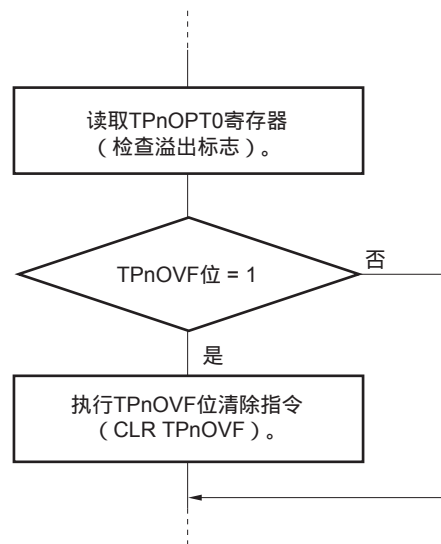 读取TPnOPT0寄存器
（检查溢出标志）。
TPnOVF位 = 1
否
是
执行TPnOVF位清除指令
（CLR TPnOVF）。